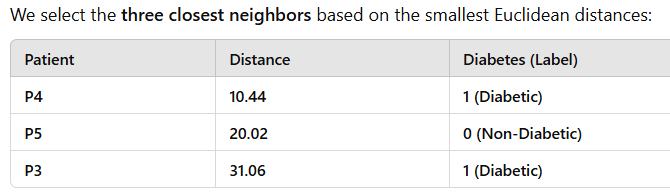 We select the three closest neighbors based on the smallest Euclidean distances:
Patient Distance Diabetes (Label)
P4 10.44 1 (Diabetic)
P5 20.02 0 (Non-Diabetic)
P3 31.06 1 (Diabetic)